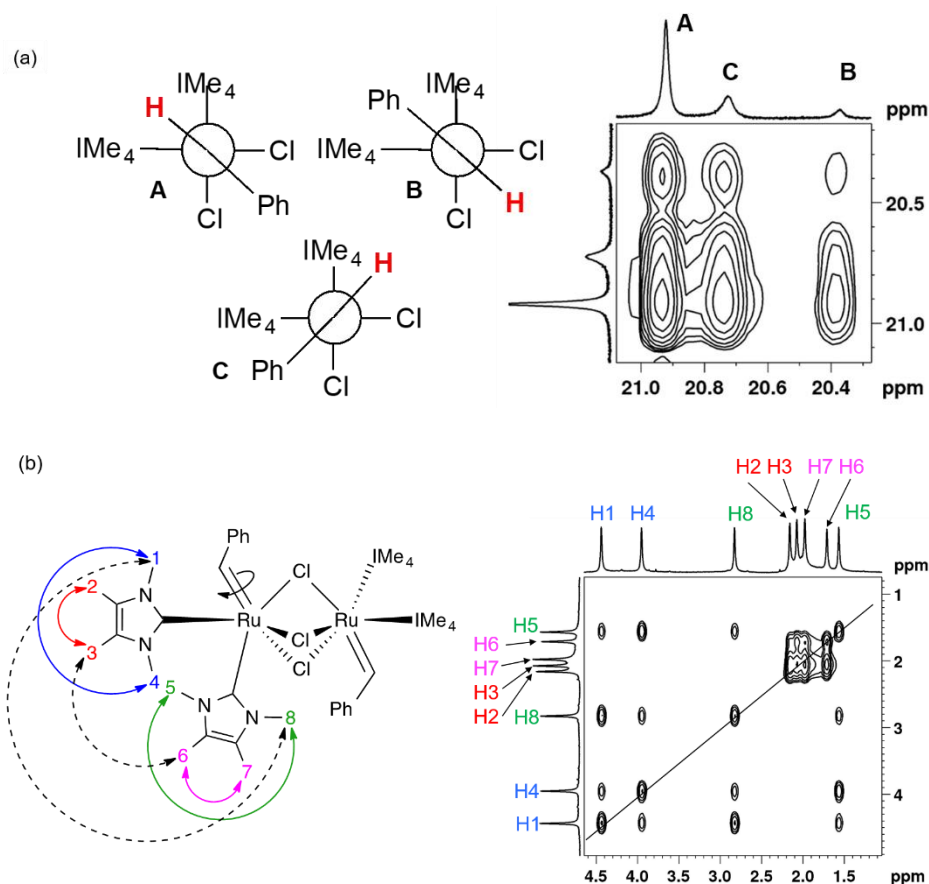 (a)
IMe4
H
IMe4
Cl
A
Cl
Ph
Ph
IMe4
IMe4
Cl
B
Cl
H
IMe4
H
IMe4
Cl
C
Ph
Cl
A
C
B
ppm
20.5
21.0
21.0 20.8 20.6 20.4 ppm
(b)
Ph
1
2
3
4
5
6
7
8
N
N
N
N
Ru
Cl
Cl
Cl
Ru
IMe4
IMe4
Ph
H2 H3 H7 H6
H1 H4 H8 H5
ppm
H5
H6
H7
H3
H2
H8
H4
H1
1
2
3
4
4.5 4.0 3.5 3.0 2.5 2.0 1.5 ppm